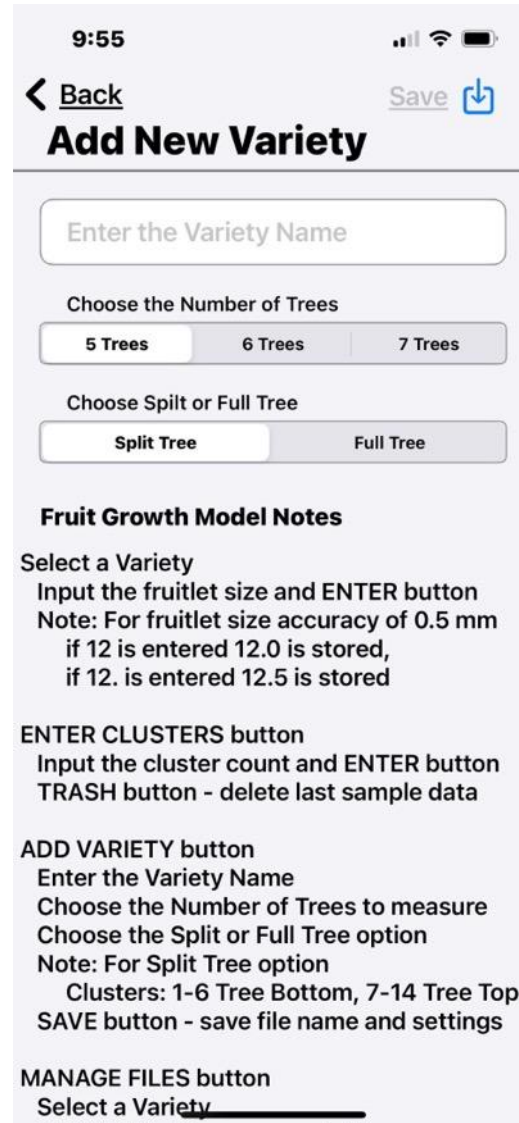 9:55
Back
Save
Add New Variety
Enter the Variety Name
Choose the Number of Trees
5 Trees 6 Trees 7 Trees
Choose Spilt or Full Tree
Split Tree Full Tree
Fruit Growth Model Notes
Select a Variety
Input the fruitlet size and ENTER button
Note: For fruitlet size accuracy of 0.5 mm
if 12 is entered 12.0 is stored,
if 12. is entered 12.5 is stored
ENTER CLUSTERS button
Input the cluster count and ENTER button
TRASH button - delete last sample data
ADD VARIETY button
Enter the Variety Name
Choose the Number of Trees to measure
Choose the Split or Full Tree option
Note: For Split Tree option
Clusters: 1-6 Tree Bottom, 7-14 Tree Top
SAVE button - save file name and settings
MANAGE FILES button
Select a Variety